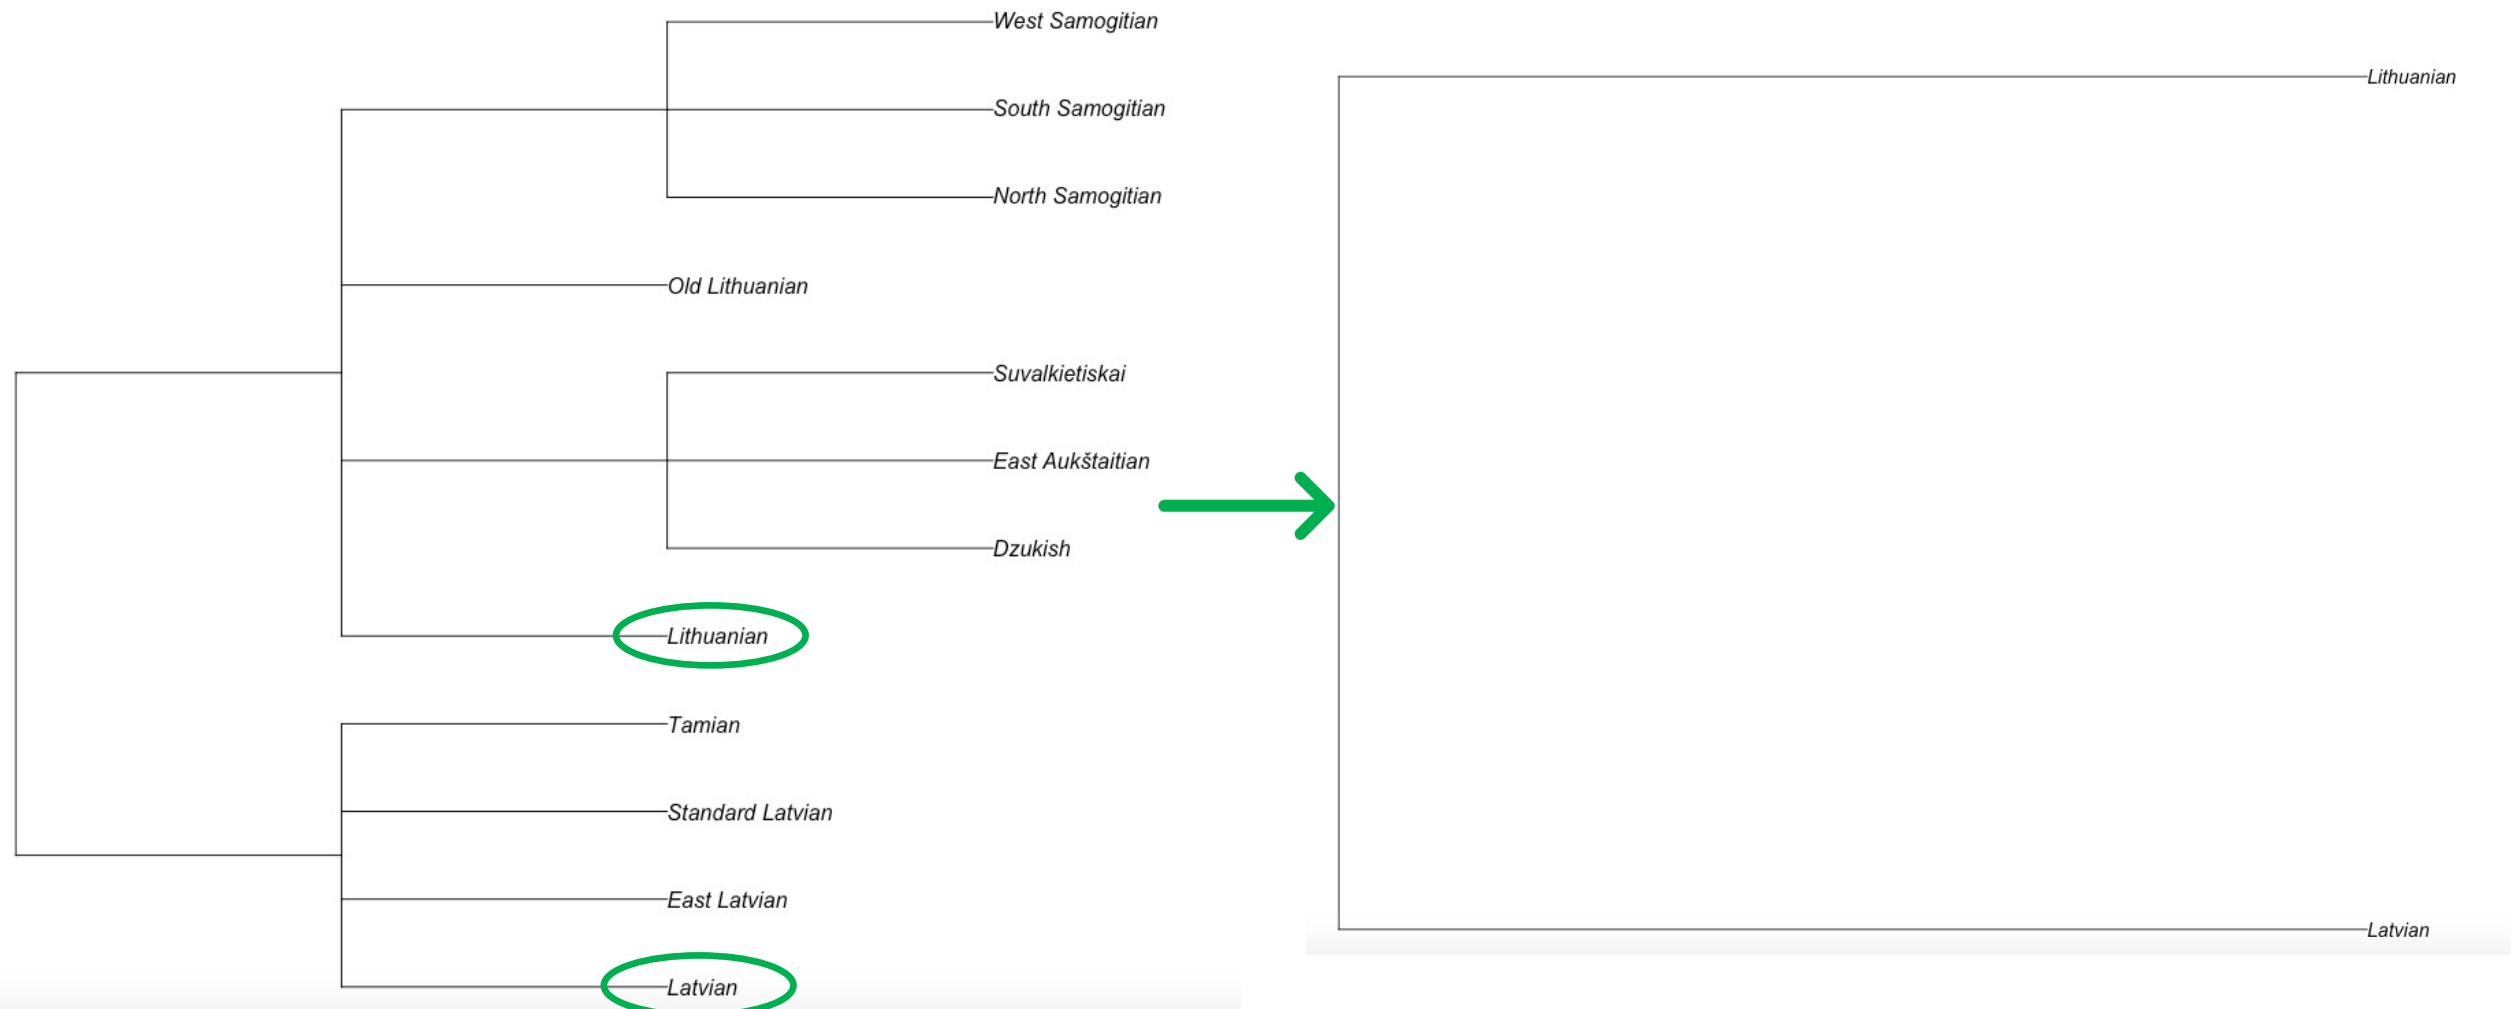 West Samogitian
South Samogitian
North Samogitian
Old Lithuanian
Suvalkietiskai
East Aukštaitian
Dzukish
Lithuanian
Tamian
Standard Latvian
East Latvian
Latvian
Lithuanian
Latvian